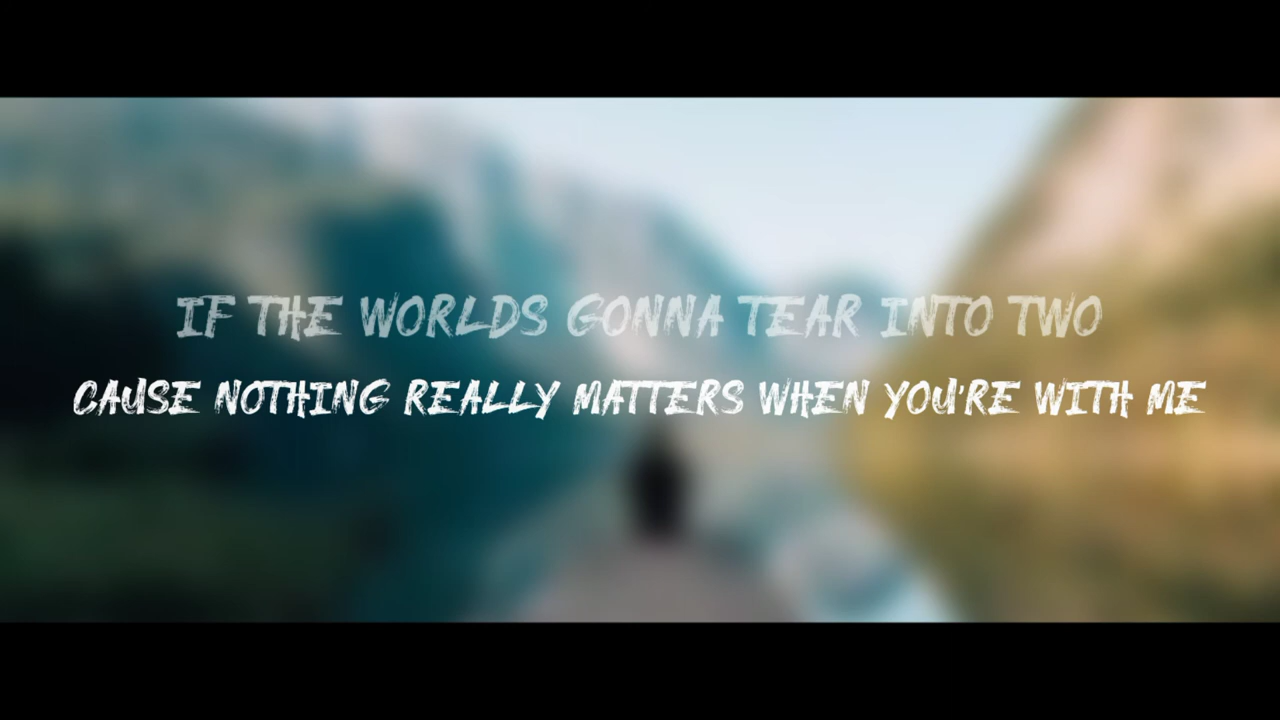 IF THE WORLDS GONNA TEAR INTO TWO
CAUSE NOTHING REALLY MATTERS WHEN YOU'RE WITH ME